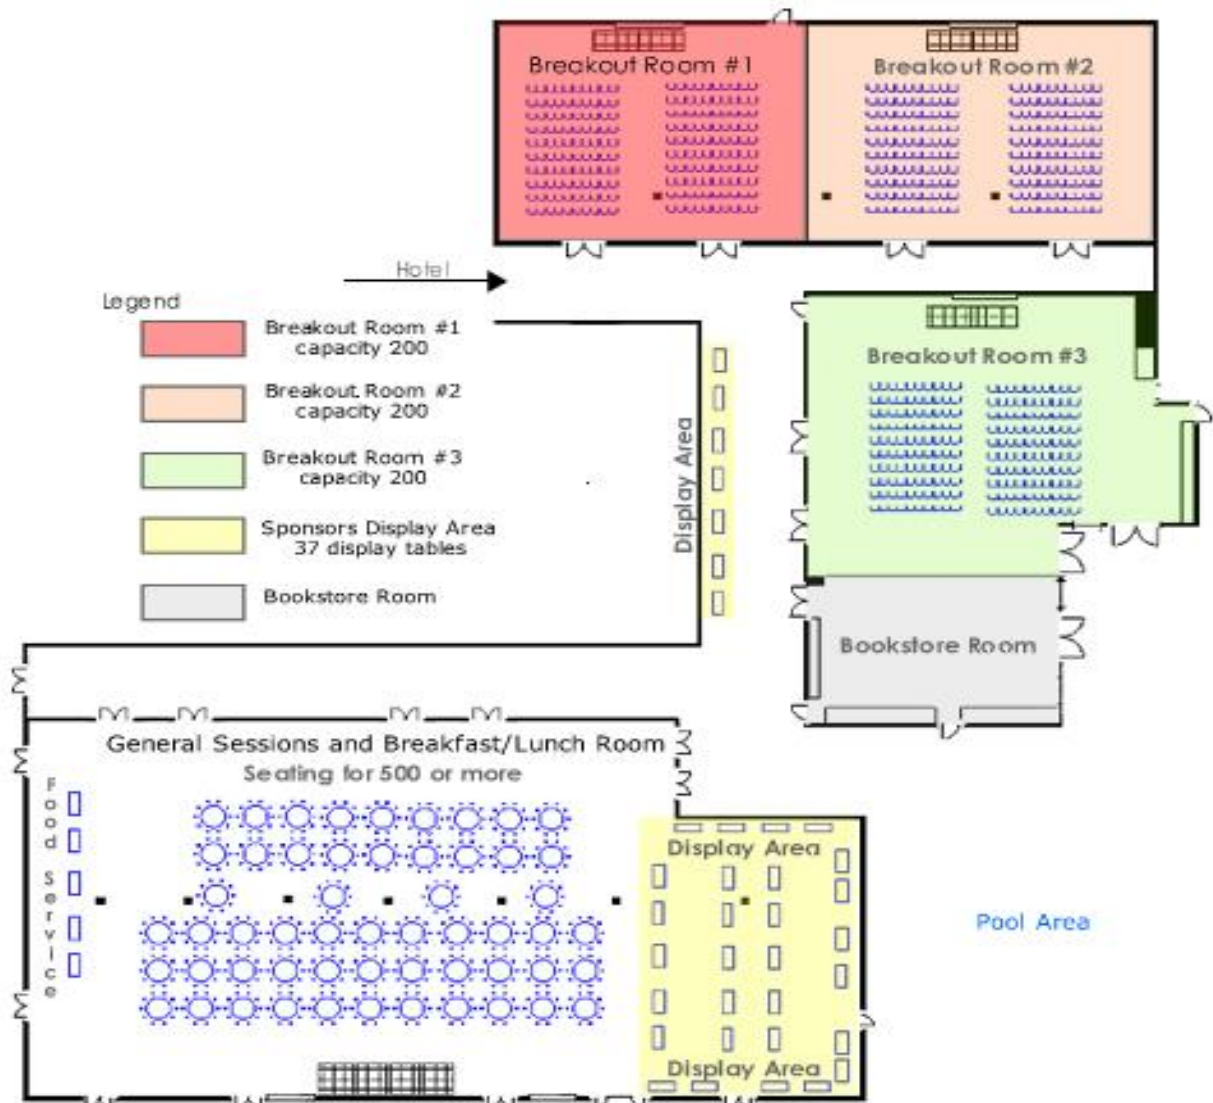 Breakout Room #1
Breakout Room #2
Hotel
Legend
Breakout Room #1
capacity 200
Breakout Room #2
capacity 200
Breakout Room #3
capacity 200
Sponsors Display Area
37 display tables
Bookstore Room
Display Area
Breakout Room #3
Bookstore Room
General Sessions and Breakfast/Lunch Room
Seating for 500 or more
Food Service
Display Area
Display Area
Pool Area